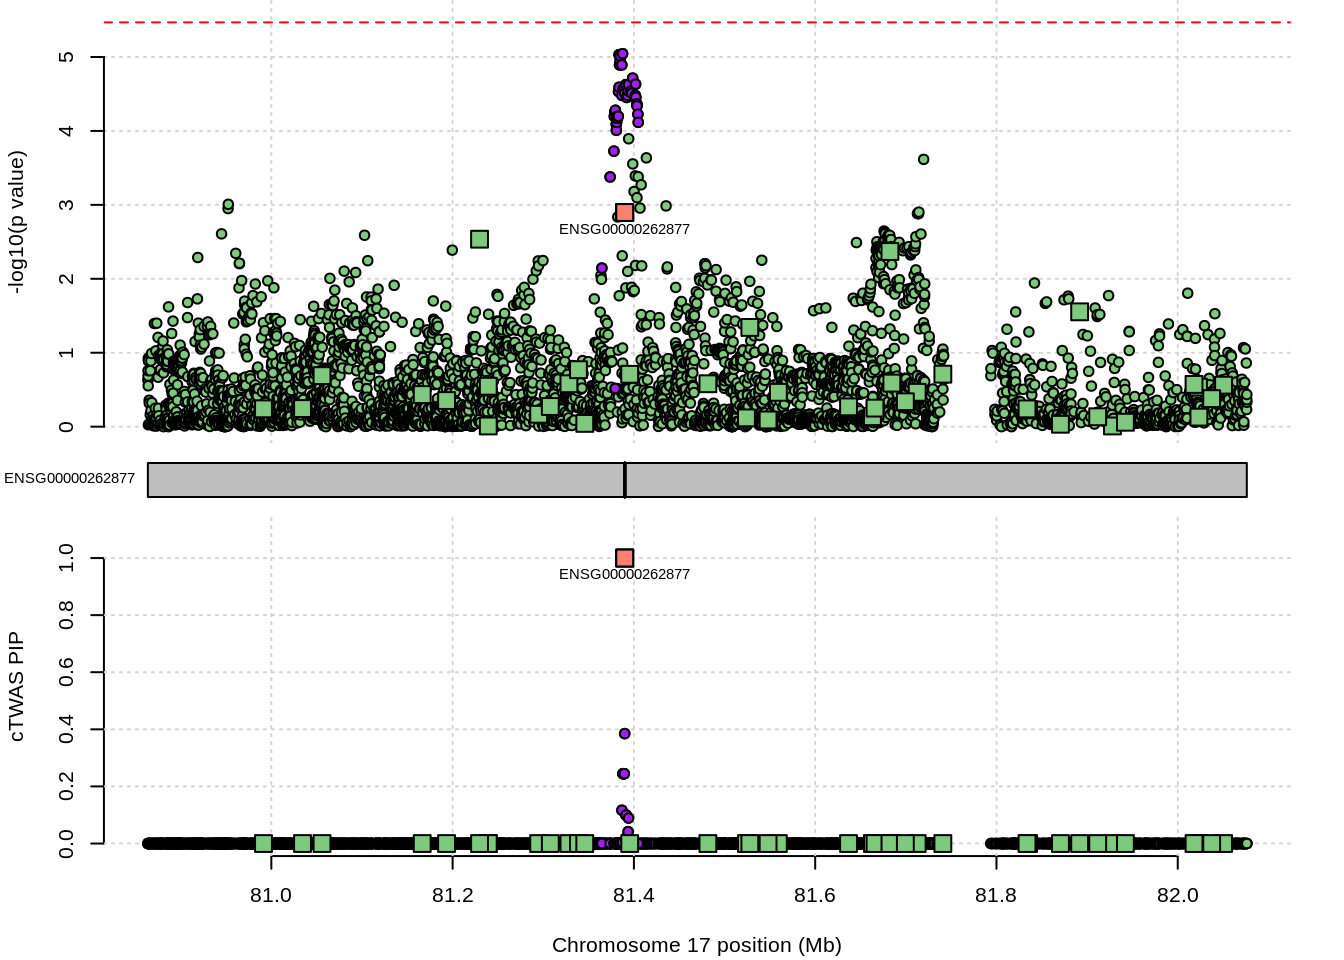 5
4
3
2
1
0
-log10(p value)
ENSG00000262877
ENSG00000262877
1.0
0.8
0.6
0.4
0.2
0.0
cTWAS PIP
ENSG00000262877
81.0 81.2 81.4 81.6 81.8 82.0
Chromosome 17 position (Mb)